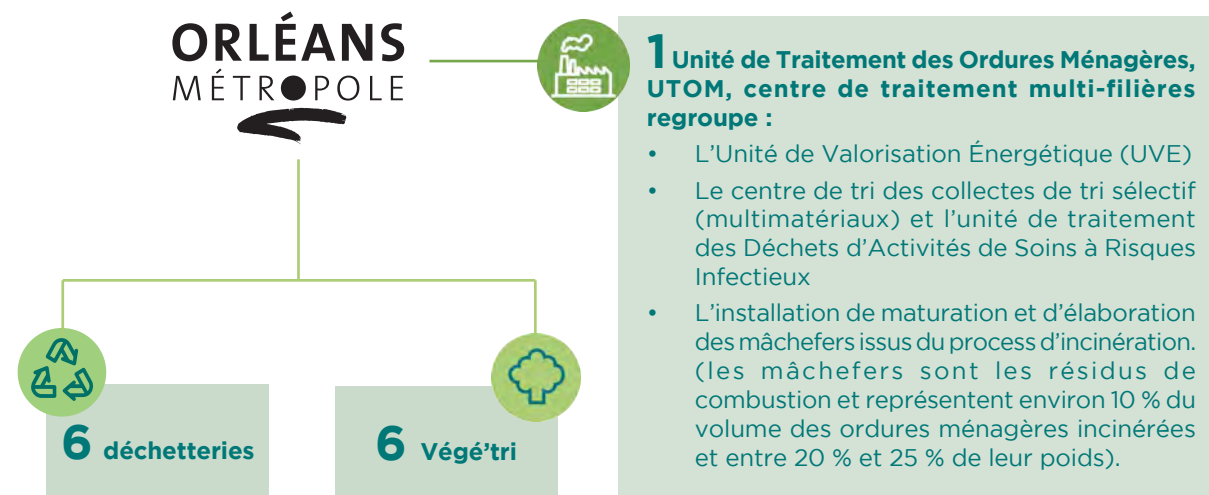 ORLÉANS
MÉTROPOLE
1 Unité de Traitement des Ordures Ménagères,
UTOM, centre de traitement multi-filières
regroupe :
• L'Unité de Valorisation Énergétique (UVE)
• Le centre de tri des collectes de tri sélectif
(multimatériaux) et l'unité de traitement
des Déchets d'Activités de Soins à Risques
Infectieux
• L'installation de maturation et d'élaboration
des mâchefers issus du process d'incinération.
(les mâchefers sont les résidus de
combustion et représentent environ 10 % du
volume des ordures ménagères incinérées
et entre 20 % et 25 % de leur poids).
6 déchetteries
6 Végé'tri